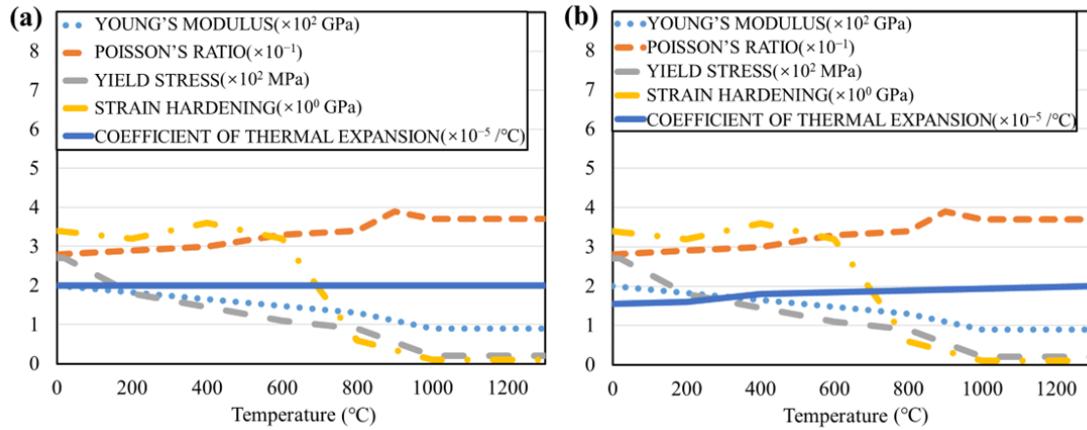 (a)
YOUNG'S MODULUS(×10² GPa)
POISSON'S RATIO(×10⁻¹)
YIELD STRESS(×10² MPa)
STRAIN HARDENING(×10⁰ GPa)
COEFFICIENT OF THERMAL EXPANSION(×10⁻⁵ /℃)
8
7
6
5
4
3
2
1
0
0 200 400 600 800 1000 1200
Temperature (℃)
(b)
YOUNG'S MODULUS(×10² GPa)
POISSON'S RATIO(×10⁻¹)
YIELD STRESS(×10² MPa)
STRAIN HARDENING(×10⁰ GPa)
COEFFICIENT OF THERMAL EXPANSION(×10⁻⁵ /℃)
8
7
6
5
4
3
2
1
0
0 200 400 600 800 1000 1200
Temperature (℃)